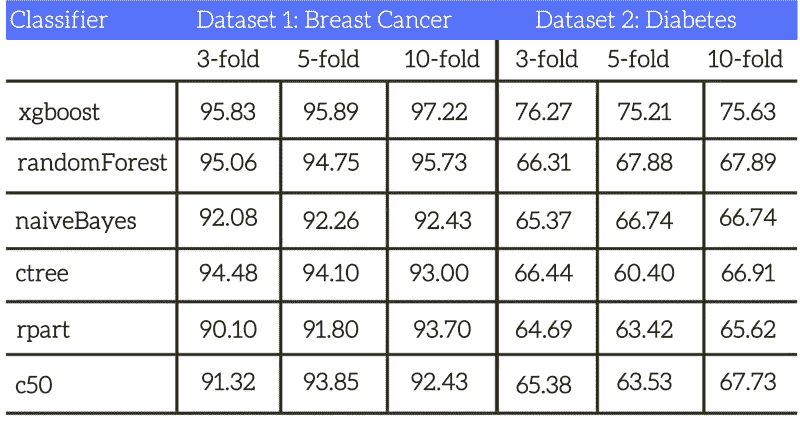 Classifier Dataset 1: Breast Cancer Dataset 2: Diabetes
3-fold 5-fold 10-fold 3-fold 5-fold 10-fold
xgboost 95.83 95.89 97.22 76.27 75.21 75.63
randomForest 95.06 94.75 95.73 66.31 67.88 67.89
naiveBayes 92.08 92.26 92.43 65.37 66.74 66.74
ctree 94.48 94.10 93.00 66.44 60.40 66.91
rpart 90.10 91.80 93.70 64.69 63.42 65.62
c50 91.32 93.85 92.43 65.38 63.53 67.73